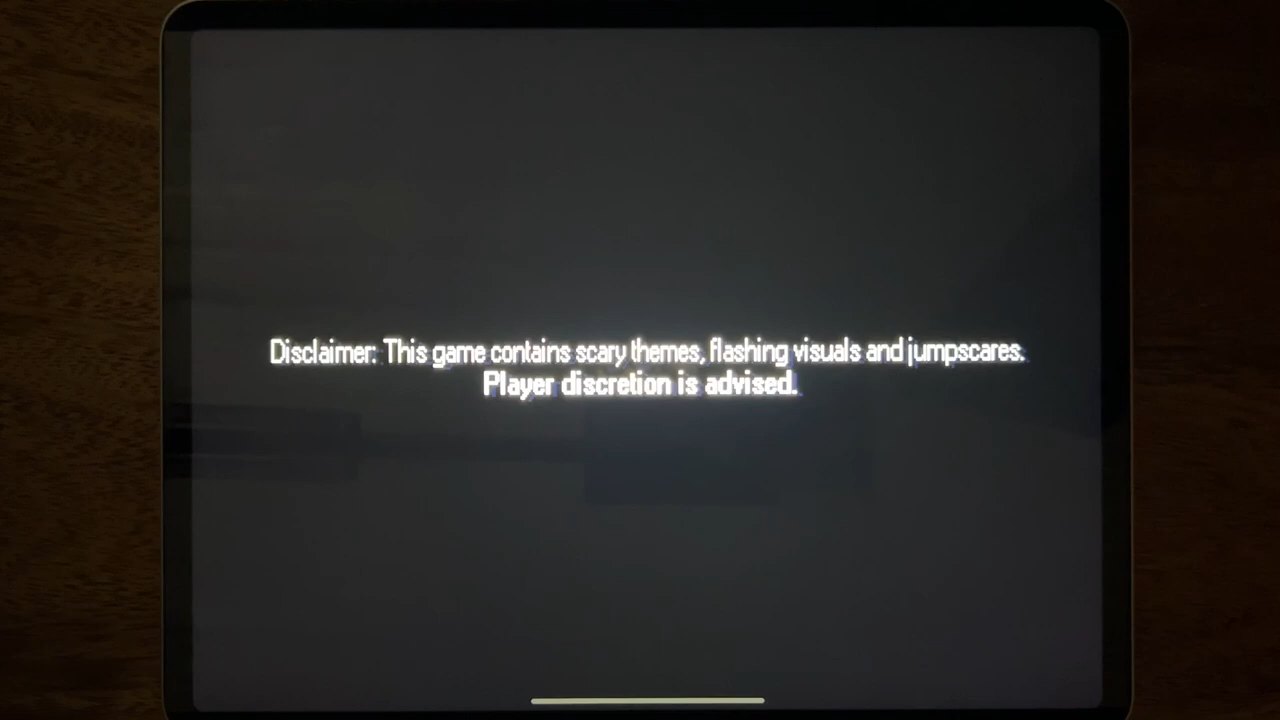 Disclaimer: This game contains scary themes, flashing visuals and jumpscares.
Player discretion is advised.